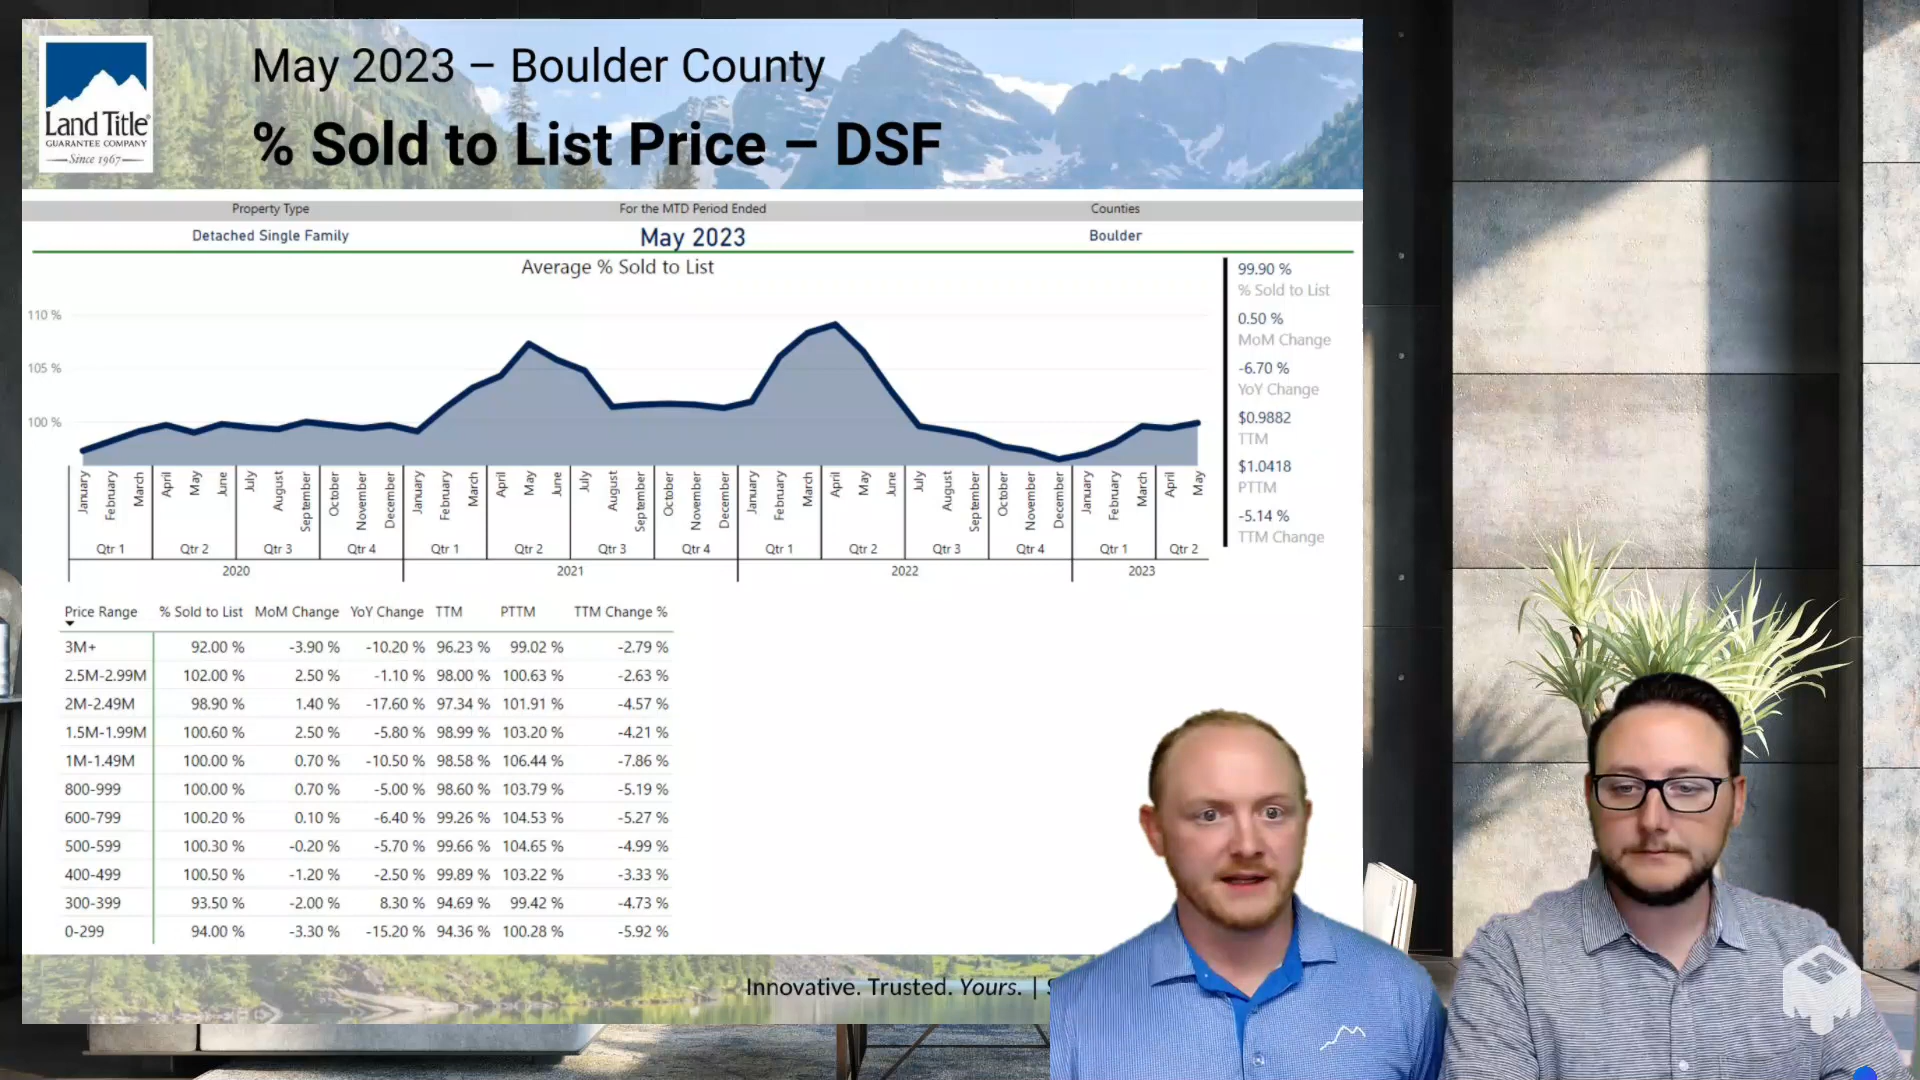 Land Title®
GUARANTEE COMPANY
Since 1967
May 2023 – Boulder County
% Sold to List Price – DSF
Property Type For the MTD Period Ended Counties
Detached Single Family May 2023 Boulder
Average % Sold to List
110 %
105 %
100 %
99.90 %
% Sold to List
0.50 %
MoM Change
-6.70 %
YoY Change
$0.9882
TTM
$1.0418
PTTM
-5.14 %
TTM Change
January February March April May June July August September October November December January February March April May June July August September October November December January February March April May June July August September October November December January February March April May
Qtr 1 Qtr 2 Qtr 3 Qtr 4 Qtr 1 Qtr 2 Qtr 3 Qtr 4 Qtr 1 Qtr 2 Qtr 3 Qtr 4 Qtr 1 Qtr 2
2020 2021 2022 2023
Price Range % Sold to List MoM Change YoY Change TTM PTTM TTM Change %
3M+ 92.00 % -3.90 % -10.20 % 96.23 % 99.02 % -2.79 %
2.5M-2.99M 102.00 % 2.50 % -1.10 % 98.00 % 100.63 % -2.63 %
2M-2.49M 98.90 % 1.40 % -17.60 % 97.34 % 101.91 % -4.57 %
1.5M-1.99M 100.60 % 2.50 % -5.80 % 98.99 % 103.20 % -4.21 %
1M-1.49M 100.00 % 0.70 % -10.50 % 98.58 % 106.44 % -7.86 %
800-999 100.00 % 0.70 % -5.00 % 98.60 % 103.79 % -5.19 %
600-799 100.20 % 0.10 % -6.40 % 99.26 % 104.53 % -5.27 %
500-599 100.30 % -0.20 % -5.70 % 99.66 % 104.65 % -4.99 %
400-499 100.50 % -1.20 % -2.50 % 99.89 % 103.22 % -3.33 %
300-399 93.50 % -2.00 % 8.30 % 94.69 % 99.42 % -4.73 %
0-299 94.00 % -3.30 % -15.20 % 94.36 % 100.28 % -5.92 %
Innovative. Trusted. Yours. |